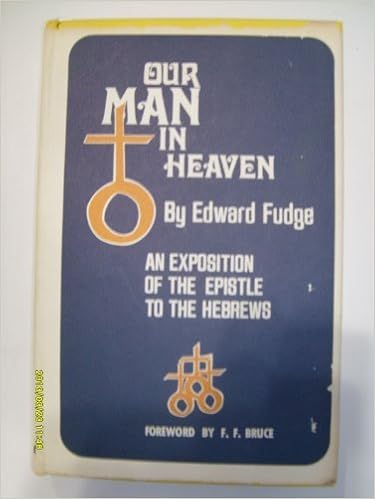 OUR
MAN
IN
HEAVEN
By Edward Fudge
AN EXPOSITION
OF THE EPISTLE
TO THE HEBREWS
FOREWORD BY F. F. BRUCE